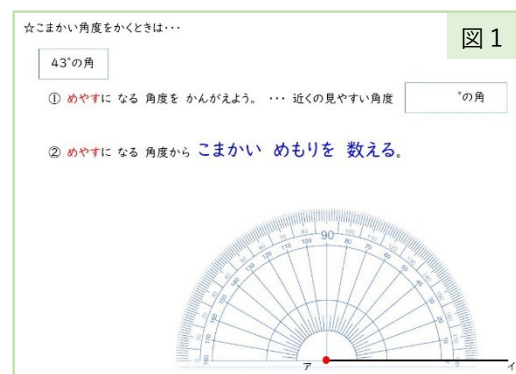 ☆こまかい角度をかくときは・・・
図1
43°の角
① めやすに なる 角度を かんがえよう。 ・・・ 近くの見やすい角度 °の角
② めやすに なる 角度から こまかい めもりを 数える。
90
ア
イ